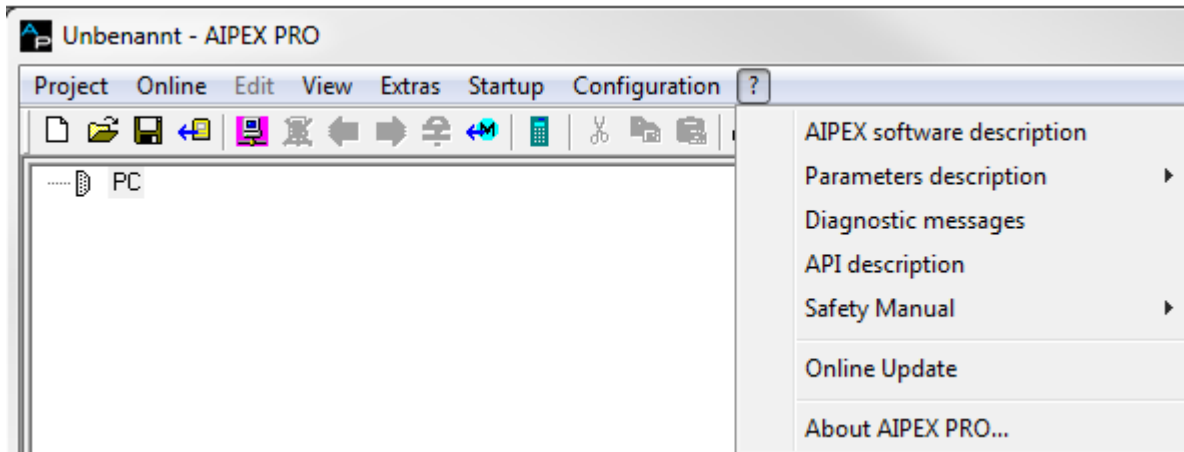 Unbenannt - AIPEX PRO
Project Online Edit View Extras Startup Configuration ?
AIPEX software description
PC
Parameters description
Diagnostic messages
API description
Safety Manual
Online Update
About AIPEX PRO...